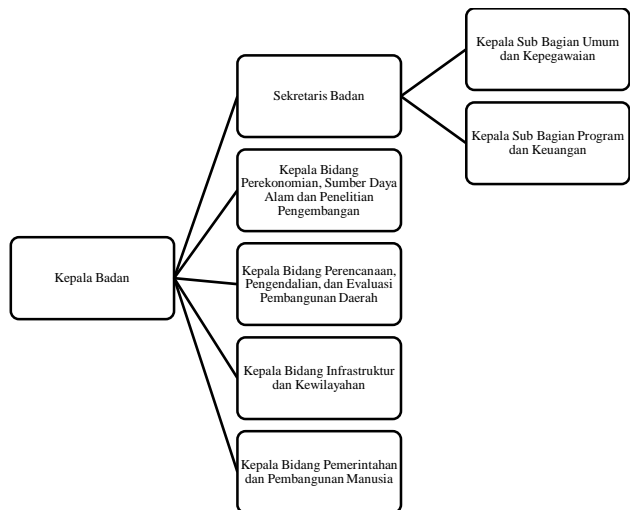 Kepala Badan
Sekretaris Badan
Kepala Sub Bagian Umum
dan Kepegawaian
Kepala Sub Bagian Program
dan Keuangan
Kepala Bidang
Perekonomian, Sumber Daya
Alam dan Penelitian
Pengembangan
Kepala Bidang Perencanaan,
Pengendalian, dan Evaluasi
Pembangunan Daerah
Kepala Bidang Infrastruktur
dan Kewilayahan
Kepala Bidang Pemerintahan
dan Pembangunan Manusia